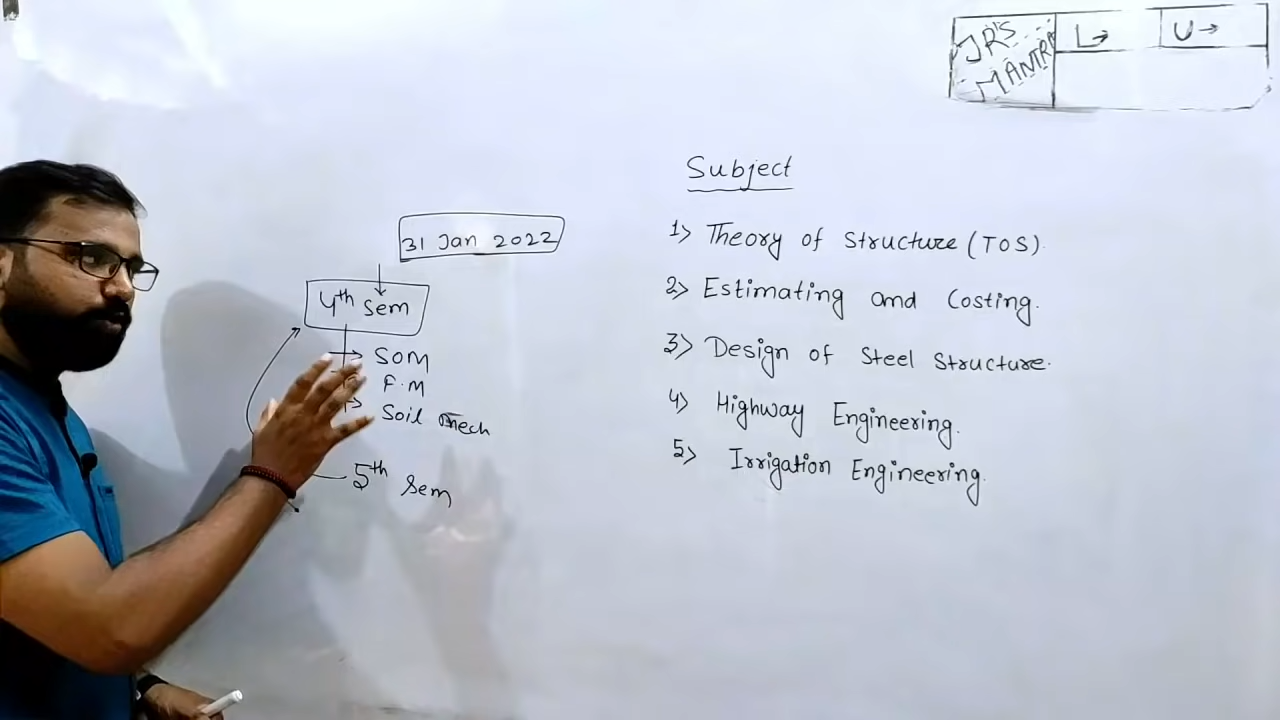 JR'S
MANTRA
L→ U→
Subject
1> Theory of Structure (TOS).
2> Estimating and Costing.
3> Design of Steel Structure.
4> Highway Engineering.
5> Irrigation Engineering.
31 Jan 2022
4th Sem
SOM
F.M
Soil Mech
5th Sem